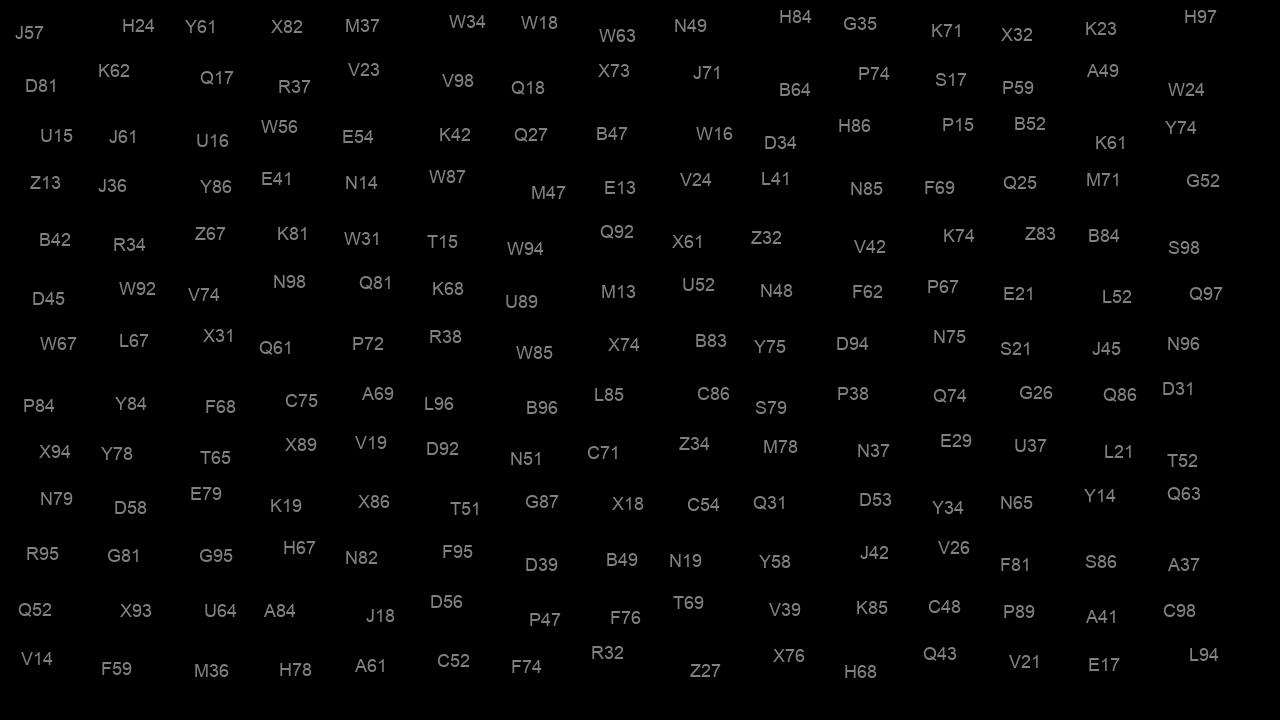 J57 H24 Y61 X82 M37 W34 W18 W63 N49 H84 G35 K71 X32 K23 H97
D81 K62 Q17 R37 V23 V98 Q18 X73 J71 B64 P74 S17 P59 A49 W24
U15 J61 U16 W56 E54 K42 Q27 B47 W16 D34 H86 P15 B52 K61 Y74
Z13 J36 Y86 E41 N14 W87 M47 E13 V24 L41 N85 F69 Q25 M71 G52
B42 R34 Z67 K81 W31 T15 W94 Q92 X61 Z32 V42 K74 Z83 B84 S98
D45 W92 V74 N98 Q81 K68 U89 M13 U52 N48 F62 P67 E21 L52 Q97
W67 L67 X31 Q61 P72 R38 W85 X74 B83 Y75 D94 N75 S21 J45 N96
P84 Y84 F68 C75 A69 L96 B96 L85 C86 S79 P38 Q74 G26 Q86 D31
X94 Y78 T65 X89 V19 D92 N51 C71 Z34 M78 N37 E29 U37 L21 T52
N79 D58 E79 K19 X86 T51 G87 X18 C54 Q31 D53 Y34 N65 Y14 Q63
R95 G81 G95 H67 N82 F95 D39 B49 N19 Y58 J42 V26 F81 S86 A37
Q52 X93 U64 A84 J18 D56 P47 F76 T69 V39 K85 C48 P89 A41 C98
V14 F59 M36 H78 A61 C52 F74 R32 Z27 X76 H68 Q43 V21 E17 L94